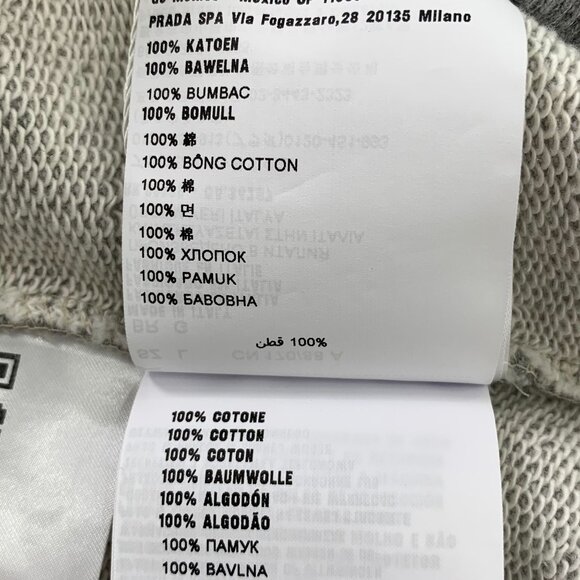 PRADA SPA Via Fogazzaro,28 20135 Milano
100% KATOEN
100% BAWELNA
100% BUMBAC
100% BOMULL
100% 綿
100% BÔNG COTTON
100% 棉
100% 면
100% 棉
100% ХЛОПОК
100% PAMUK
100% БАВОВНА
100% قطن
100% COTONE
100% COTTON
100% COTON
100% BAUMWOLLE
100% ALGODÓN
100% ALGODÃO
100% ПАМУК
100% BAVLNA